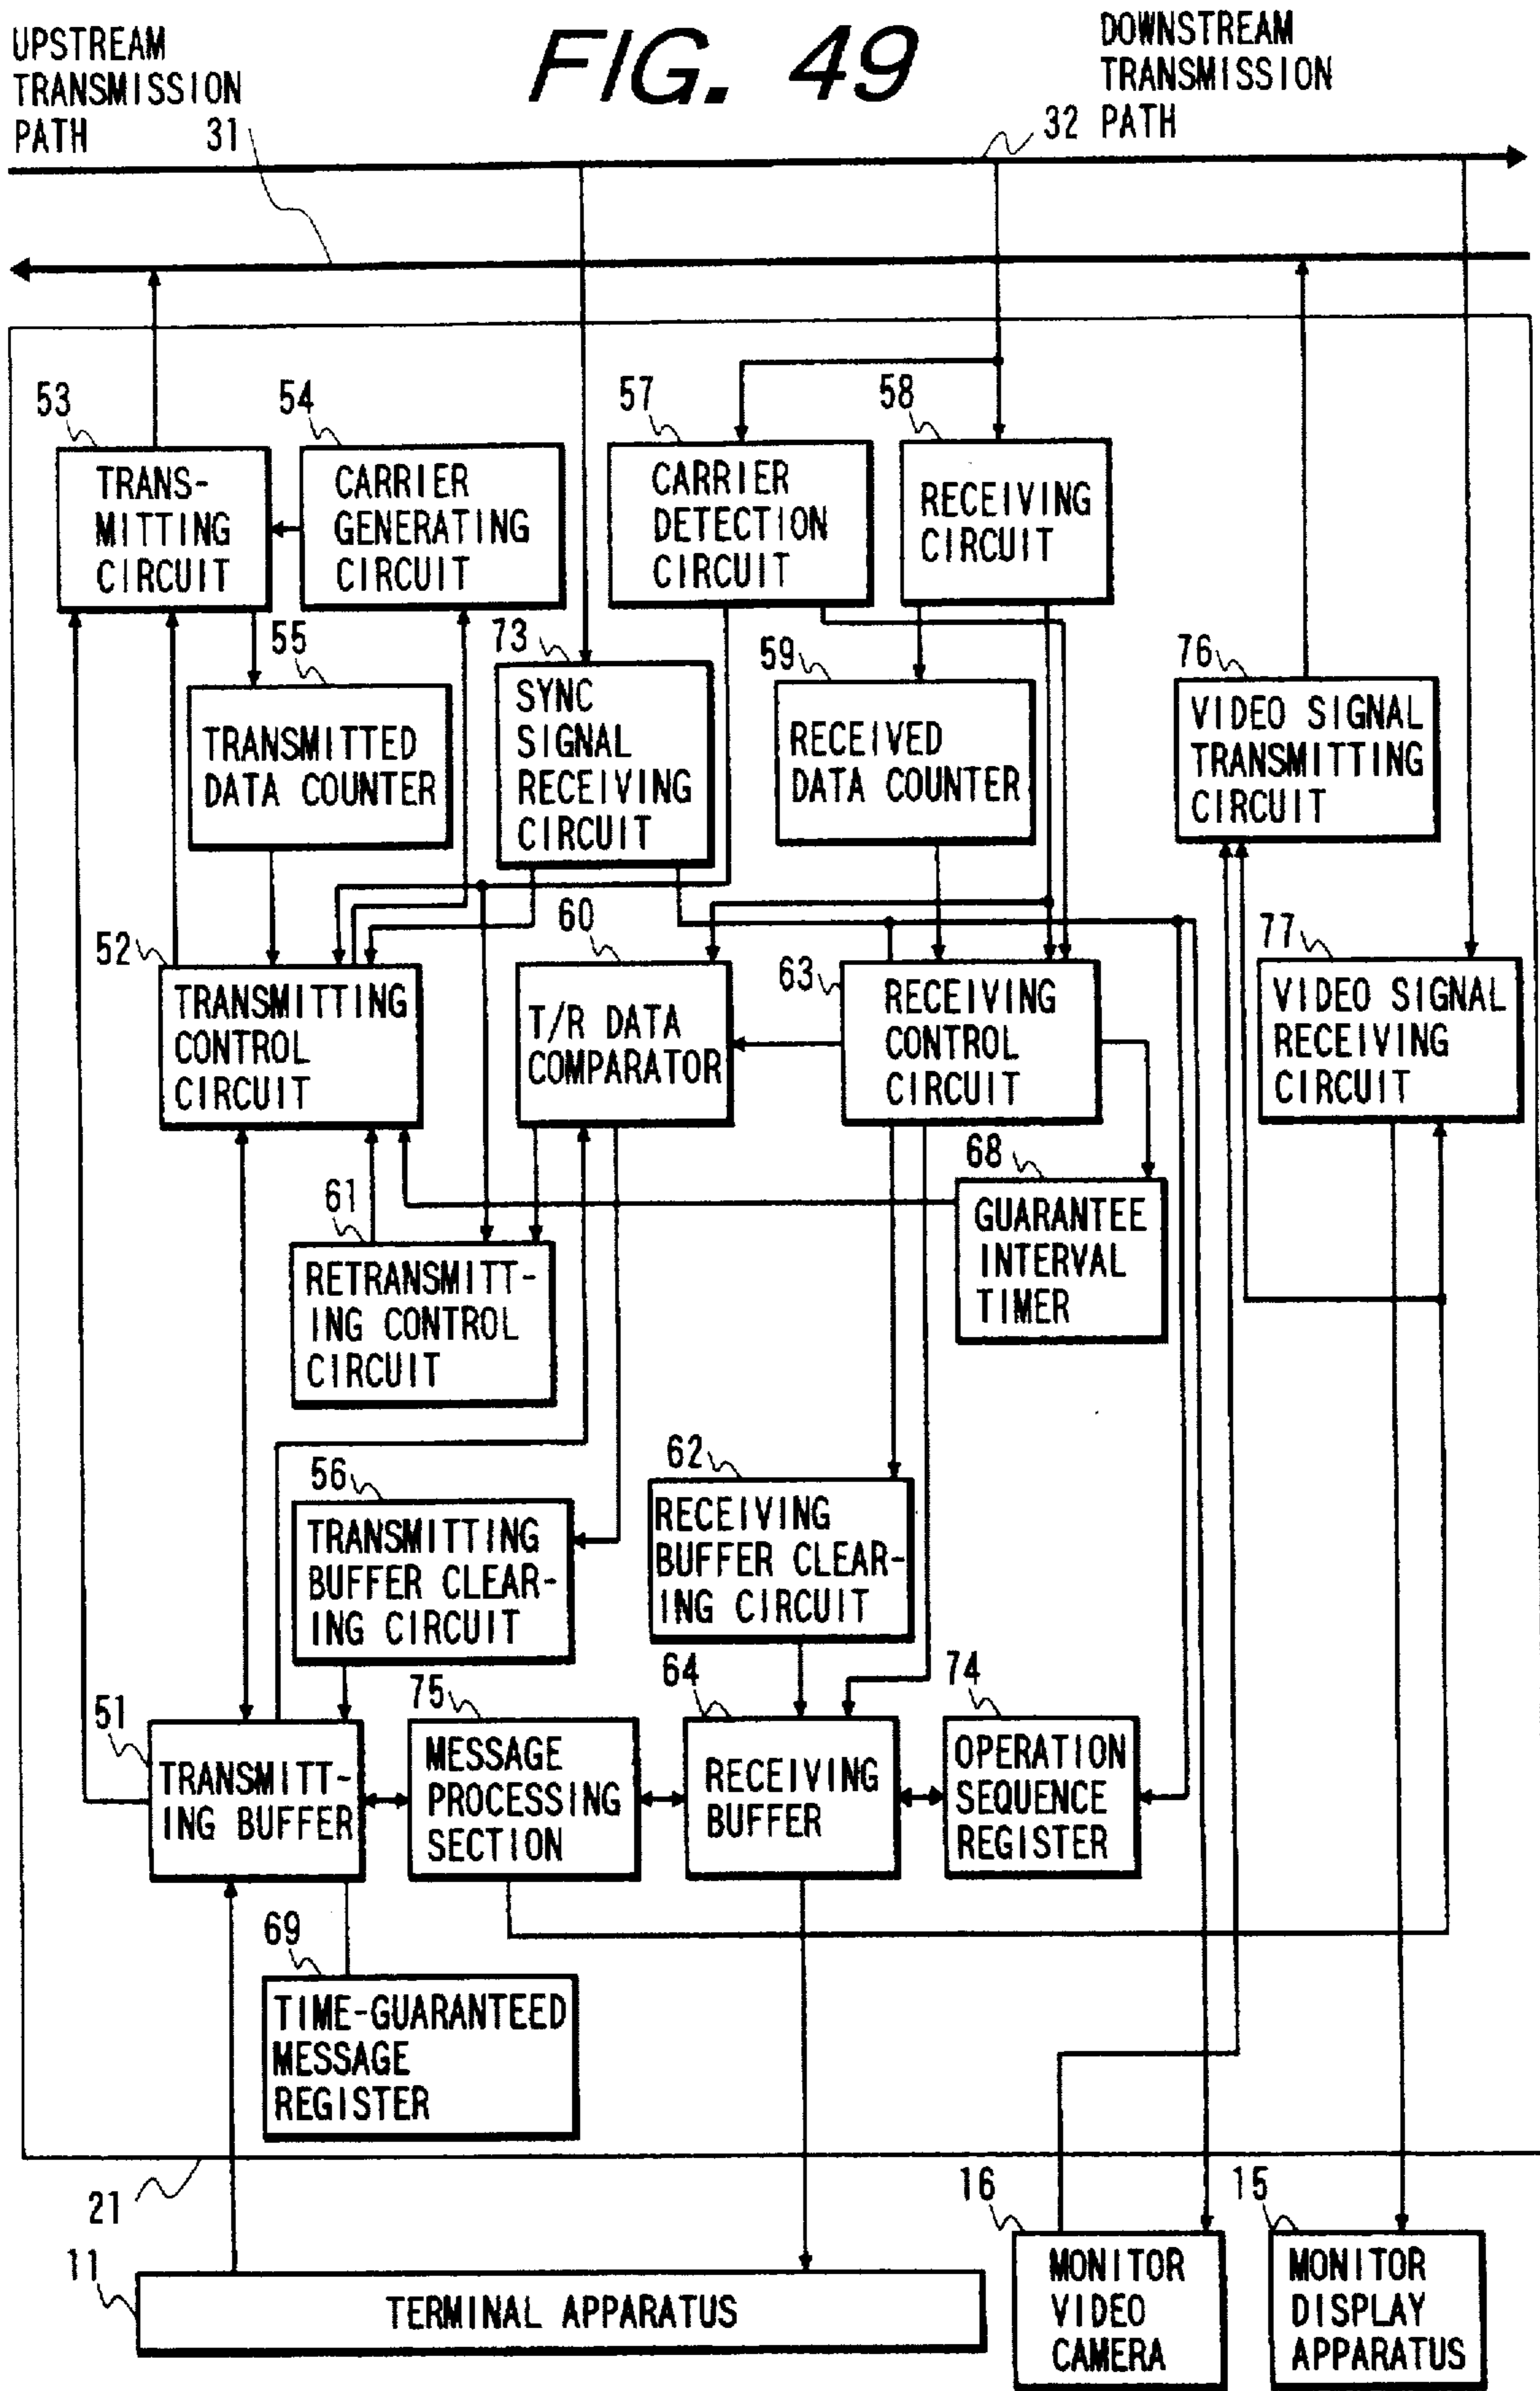 UPSTREAM
TRANSMISSION
PATH 31
FIG. 49
DOWNSTREAM
TRANSMISSION
32 PATH
53
TRANS-
MITTING
CIRCUIT
54
CARRIER
GENERATING
CIRCUIT
57
CARRIER
DETECTION
CIRCUIT
58
RECEIVING
CIRCUIT
55
TRANSMITTED
DATA COUNTER
73
SYNC
SIGNAL
RECEIVING
CIRCUIT
59
RECEIVED
DATA COUNTER
76
VIDEO SIGNAL
TRANSMITTING
CIRCUIT
52
TRANSMITTING
CONTROL
CIRCUIT
60
T/R DATA
COMPARATOR
63
RECEIVING
CONTROL
CIRCUIT
77
VIDEO SIGNAL
RECEIVING
CIRCUIT
61
RETRANSMITT-
ING CONTROL
CIRCUIT
68
GUARANTEE
INTERVAL
TIMER
56
TRANSMITTING
BUFFER CLEAR-
ING CIRCUIT
62
RECEIVING
BUFFER CLEAR-
ING CIRCUIT
51
TRANSMITT-
ING BUFFER
75
MESSAGE
PROCESSING
SECTION
64
RECEIVING
BUFFER
74
OPERATION
SEQUENCE
REGISTER
69
TIME-GUARANTEED
MESSAGE
REGISTER
21
11
TERMINAL APPARATUS
16
MONITOR
VIDEO
CAMERA
15
MONITOR
DISPLAY
APPARATUS